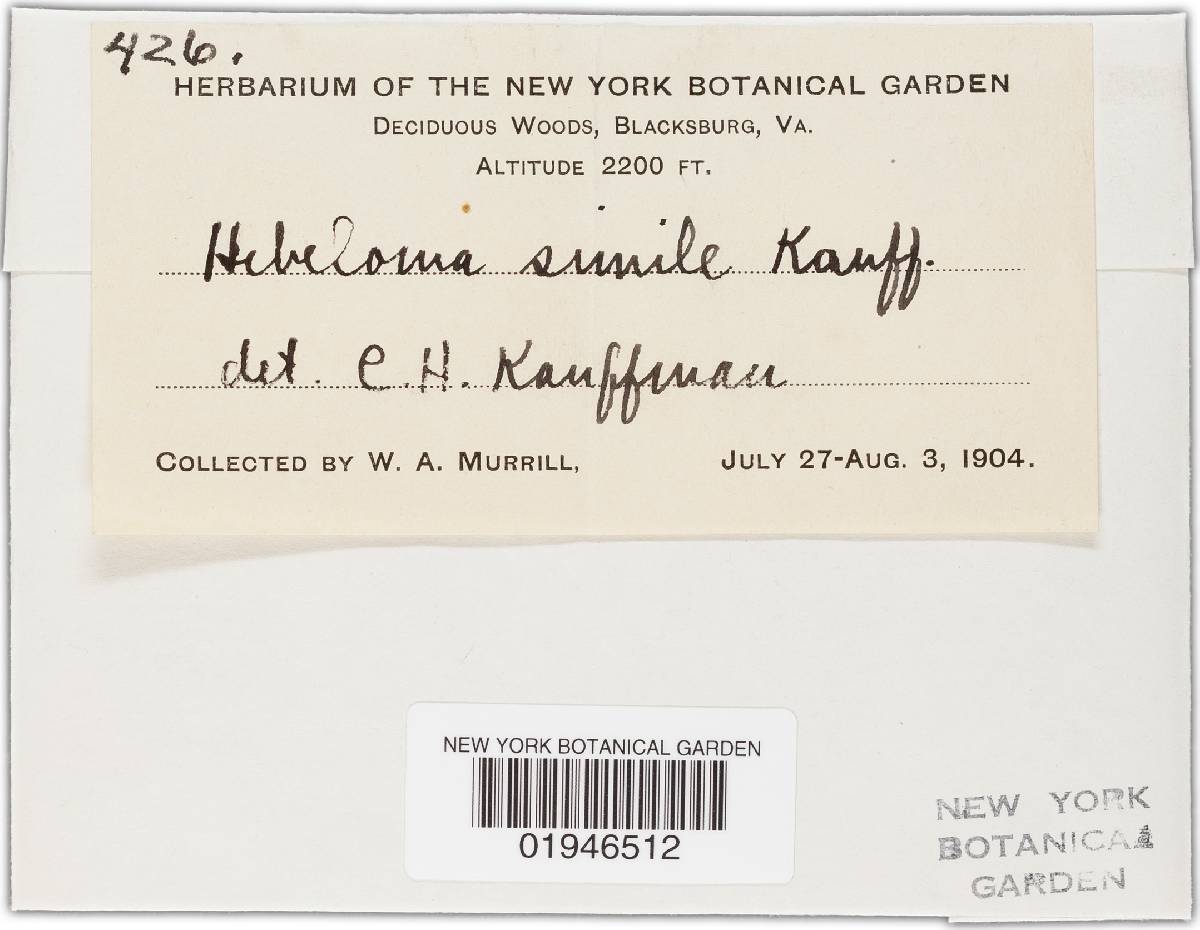 426.
HERBARIUM OF THE NEW YORK BOTANICAL GARDEN
DECIDUOUS WOODS, BLACKSBURG, VA.
ALTITUDE 2200 FT.
Hebeloma simile Kauff.
det. C. H. Kauffman
COLLECTED BY W. A. MURRILL, JULY 27-AUG. 3, 1904.
NEW YORK BOTANICAL GARDEN
01946512
NEW YORK
BOTANICAL
GARDEN